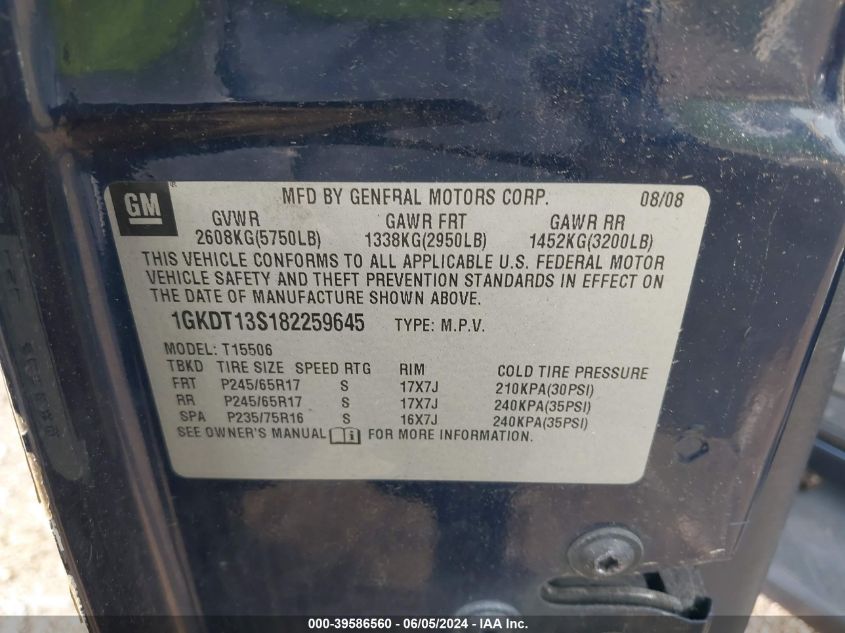 GM
MFD BY GENERAL MOTORS CORP. 08/08
GVWR GAWR FRT GAWR RR
2608KG(5750LB) 1338KG(2950LB) 1452KG(3200LB)
THIS VEHICLE CONFORMS TO ALL APPLICABLE U.S. FEDERAL MOTOR
VEHICLE SAFETY AND THEFT PREVENTION STANDARDS IN EFFECT ON
THE DATE OF MANUFACTURE SHOWN ABOVE.
1GKDT13S182259645 TYPE: M.P.V.
MODEL: T15506
TBKD TIRE SIZE SPEED RTG RIM COLD TIRE PRESSURE
FRT P245/65R17 S 17X7J 210KPA(30PSI)
RR P245/65R17 S 17X7J 240KPA(35PSI)
SPA P235/75R16 S 16X7J 240KPA(35PSI)
SEE OWNER'S MANUAL FOR MORE INFORMATION.
000-39586560 - 06/05/2024 - IAA Inc.